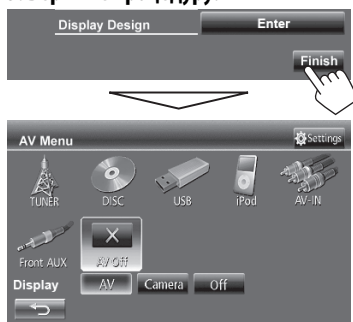 Display Design Enter
Finish
AV Menu Settings
TUNER DISC USB iPod AV-IN
Front AUX AV Off
Display AV Camera Off